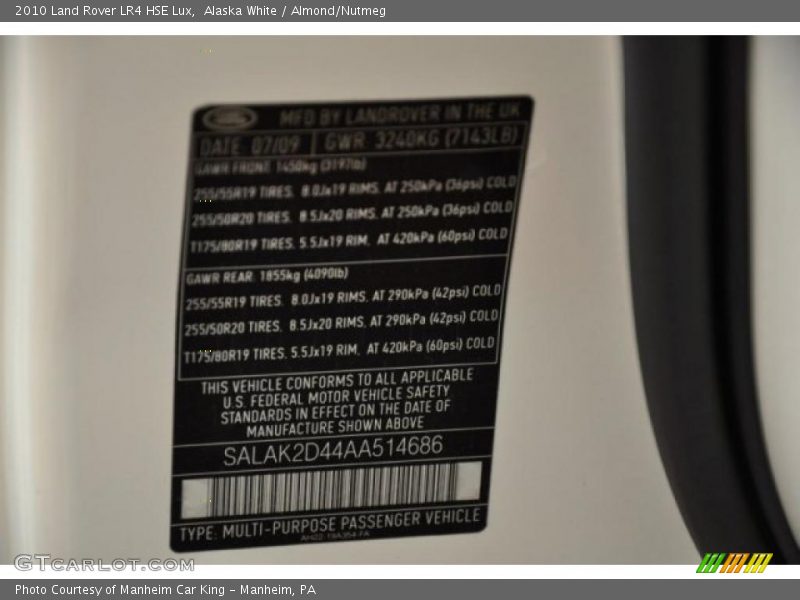 2010 Land Rover LR4 HSE Lux,  Alaska White / Almond/Nutmeg
MFD BY LANDROVER IN THE UK
DATE: 07/09 GWR: 3240KG (7143LB)
GAWR FRONT 1450kg (3197lb)
255/55R19 TIRES, 8.0Jx19 RIMS, AT 250kPa (36psi) COLD
255/50R20 TIRES, 8.5Jx20 RIMS, AT 250kPa (36psi) COLD
T175/80R19 TIRES, 5.5Jx19 RIM, AT 420kPa (60psi) COLD
GAWR REAR 1855kg (4090lb)
255/55R19 TIRES, 8.0Jx19 RIMS, AT 290kPa (42psi) COLD
255/50R20 TIRES, 8.5Jx20 RIMS, AT 290kPa (42psi) COLD
T175/80R19 TIRES, 5.5Jx19 RIM, AT 420kPa (60psi) COLD
THIS VEHICLE CONFORMS TO ALL APPLICABLE
U.S. FEDERAL MOTOR VEHICLE SAFETY
STANDARDS IN EFFECT ON THE DATE OF
MANUFACTURE SHOWN ABOVE
SALAK2D44AA514686
TYPE: MULTI-PURPOSE PASSENGER VEHICLE
GTcarlot.com
Photo Courtesy of Manheim Car King - Manheim, PA